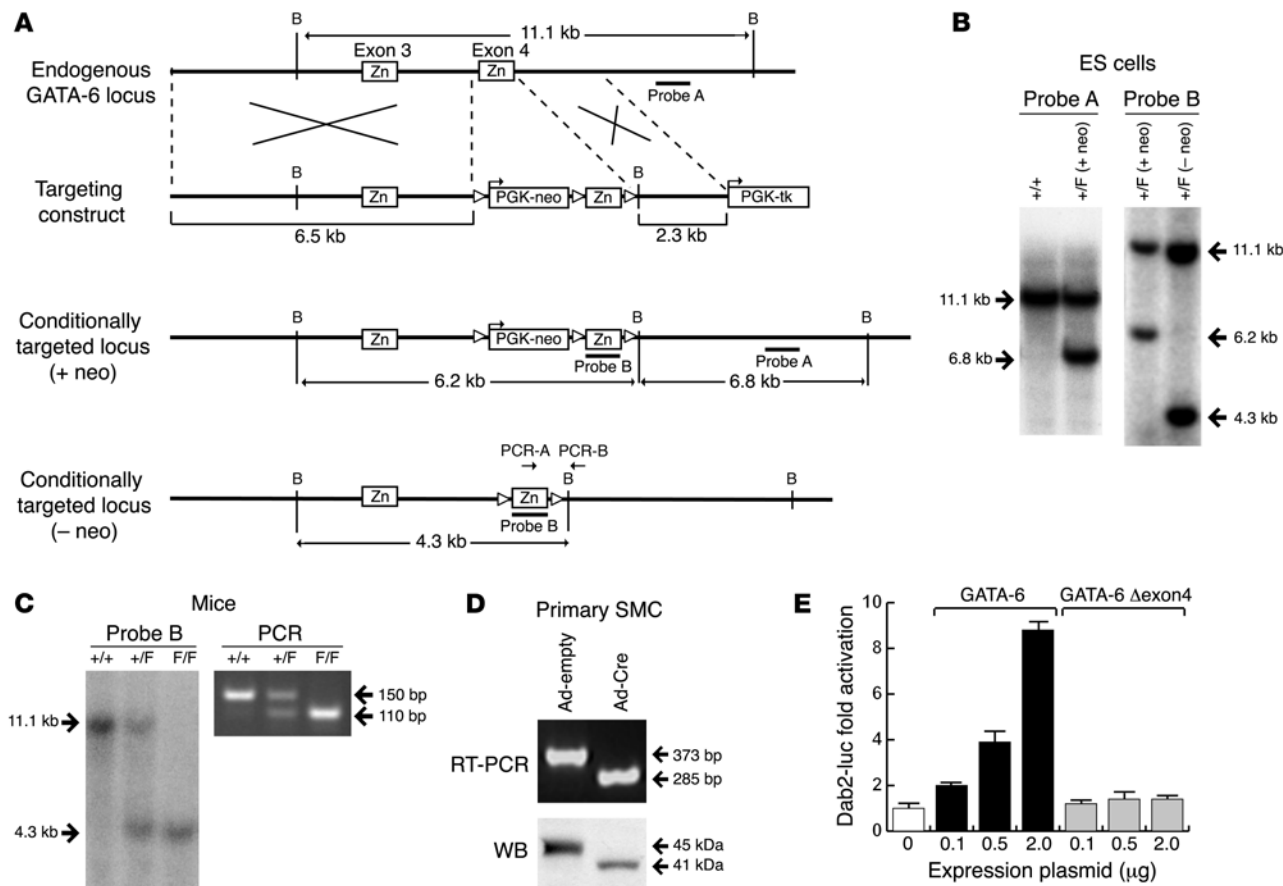 A
B
11.1 kb
B
Exon 3
Exon 4
Endogenous
GATA-6 locus
Zn
Zn
Probe A
Targeting
construct
B
Zn
PGK-neo
Zn
B
PGK-tk
6.5 kb
2.3 kb
Conditionally
targeted locus
(+ neo)
B
Zn
PGK-neo
Zn
B
B
Probe B
Probe A
6.2 kb
6.8 kb
Conditionally
targeted locus
(– neo)
PCR-A
PCR-B
B
Zn
Zn
B
B
Probe B
4.3 kb
B
ES cells
Probe A
Probe B
+/+
+/F (+ neo)
+/F (+ neo)
+/F (– neo)
11.1 kb
6.8 kb
11.1 kb
6.2 kb
4.3 kb
C
Mice
Probe B
PCR
+/+ +/F F/F
+/+ +/F F/F
11.1 kb
4.3 kb
150 bp
110 bp
D
Primary SMC
Ad-empty
Ad-Cre
RT-PCR
373 bp
285 bp
WB
45 kDa
41 kDa
E
GATA-6
GATA-6 Δexon4
Dab2-luc fold activation
10
8
6
4
2
0
0 0.1 0.5 2.0 0.1 0.5 2.0
Expression plasmid (μg)